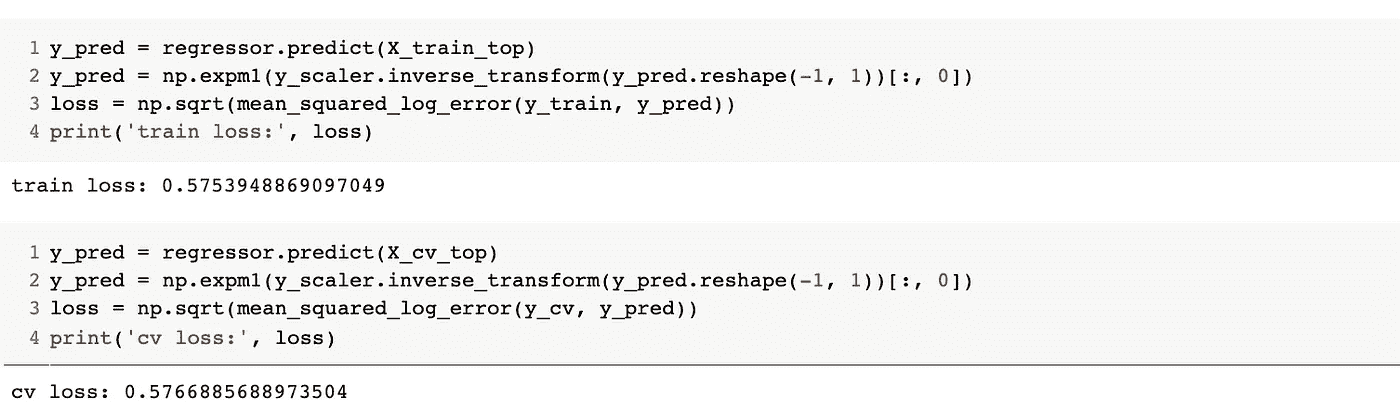 1 y_pred = regressor.predict(X_train_top)
2 y_pred = np.expm1(y_scaler.inverse_transform(y_pred.reshape(-1, 1))[:, 0])
3 loss = np.sqrt(mean_squared_log_error(y_train, y_pred))
4 print('train loss:', loss)
train loss: 0.5753948869097049
1 y_pred = regressor.predict(X_cv_top)
2 y_pred = np.expm1(y_scaler.inverse_transform(y_pred.reshape(-1, 1))[:, 0])
3 loss = np.sqrt(mean_squared_log_error(y_cv, y_pred))
4 print('cv loss:', loss)
cv loss: 0.5766885688973504